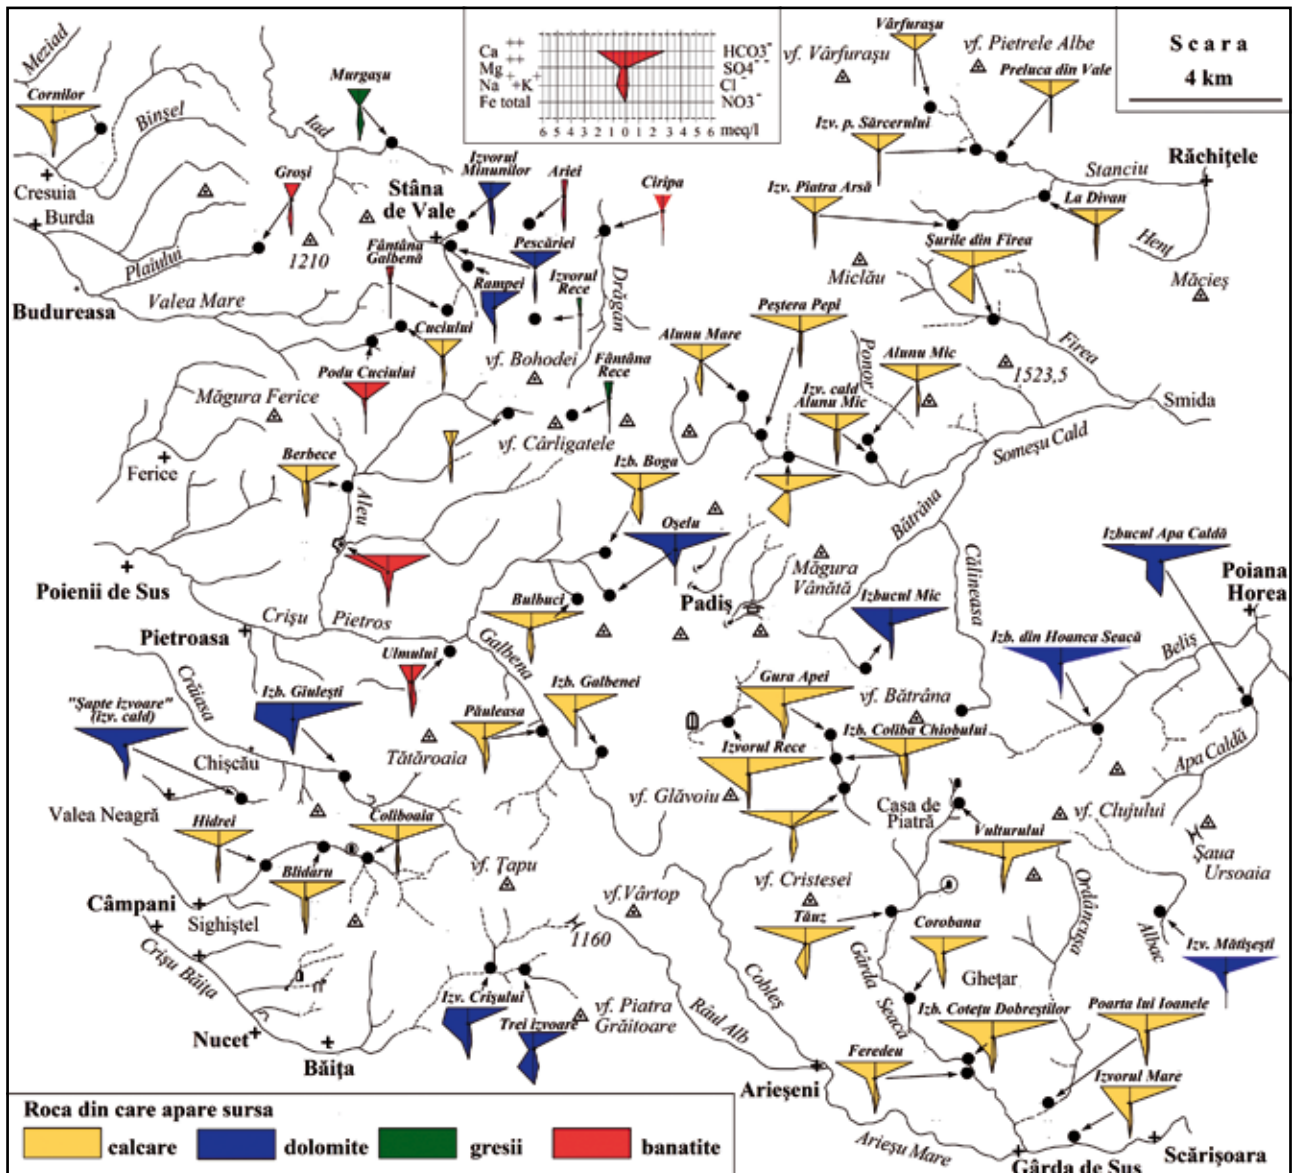 Meziad
Cornilor
Binșel
Cresuia
Burda
Plaiului
Budureasa
Valea Mare
Murgașu
Iad
Groși
1210
Stâna
de Vale
Izvorul
Minunilor
Ariei
Ciripa
Fântâna
Galbenă
Pescăriei
Rampei
Izvorul
Rece
Drăgan
Ca++
Mg++
Na++K+
Fe total
HCO3-
SO4--
Cl-
NO3-
6 5 4 3 2 1 0 1 2 3 4 5 6 meq/l
Vârfurașu
vf. Vârfurașu
vf. Pietrele Albe
Preluca din Vale
Scara
4 km
Izv. p. Sărcerului
Stanciu
Răchițele
Izv. Piatra Arsă
La Divan
Henț
Șurile din Firea
Miclău
Măcieș
Cuciului
Podu Cuciului
vf. Bohodei
Fântâna
Rece
Alunu Mare
Peștera Pepi
Ponor
Alunu Mic
Izv. cald
Alunu Mic
Firea
1523,5
Smida
Someșu Cald
Măgura Ferice
Ferice
Berbece
Aleu
vf. Cârligatele
Izb. Boga
Oșelu
Bătrâna
Călineasa
Izbucul Apa Caldă
Poiana
Horea
Poienii de Sus
Crișu
Pietros
Pietroasa
Bulbuci
Padiș
Măgura
Vânătă
Izbucul Mic
Izb. din Hoanca Seacă
Beliș
Galbena
Ulmului
Crăiasa
"Șapte izvoare"
(izv. cald)
Izb. Giulești
Izb. Galbenei
Păuleasa
Gura Apei
vf. Bătrâna
Izb. Coliba Chiobului
Izvorul Rece
Apa Caldă
Chișcău
Tătăroaia
vf. Glăvoiu
Casa de
Piatră
vf. Clujului
Valea Neagră
Hidrei
Coliboaia
Blidaru
Vulturului
Șaua
Ursoaia
vf. Țapu
vf.Vârtop
vf. Cristesei
Ordâncușa
Câmpani
Sighiștel
Crișu Băița
Tăuz
Corobana
Albac
Izv. Mătișești
1160
Cobleș
Gârda
Seacă
Ghețar
Nucet
Băița
Izv. Crișului
Trei izvoare
vf. Piatra
Grăitoare
Râul Alb
Izb. Cotețu Dobreștilor
Poarta lui Ioanele
Feredeu
Izvorul Mare
Arieșeni
Arieșu Mare
Gârda de Sus
Scărișoara
Roca din care apare sursa
calcare
dolomite
gresii
banatite